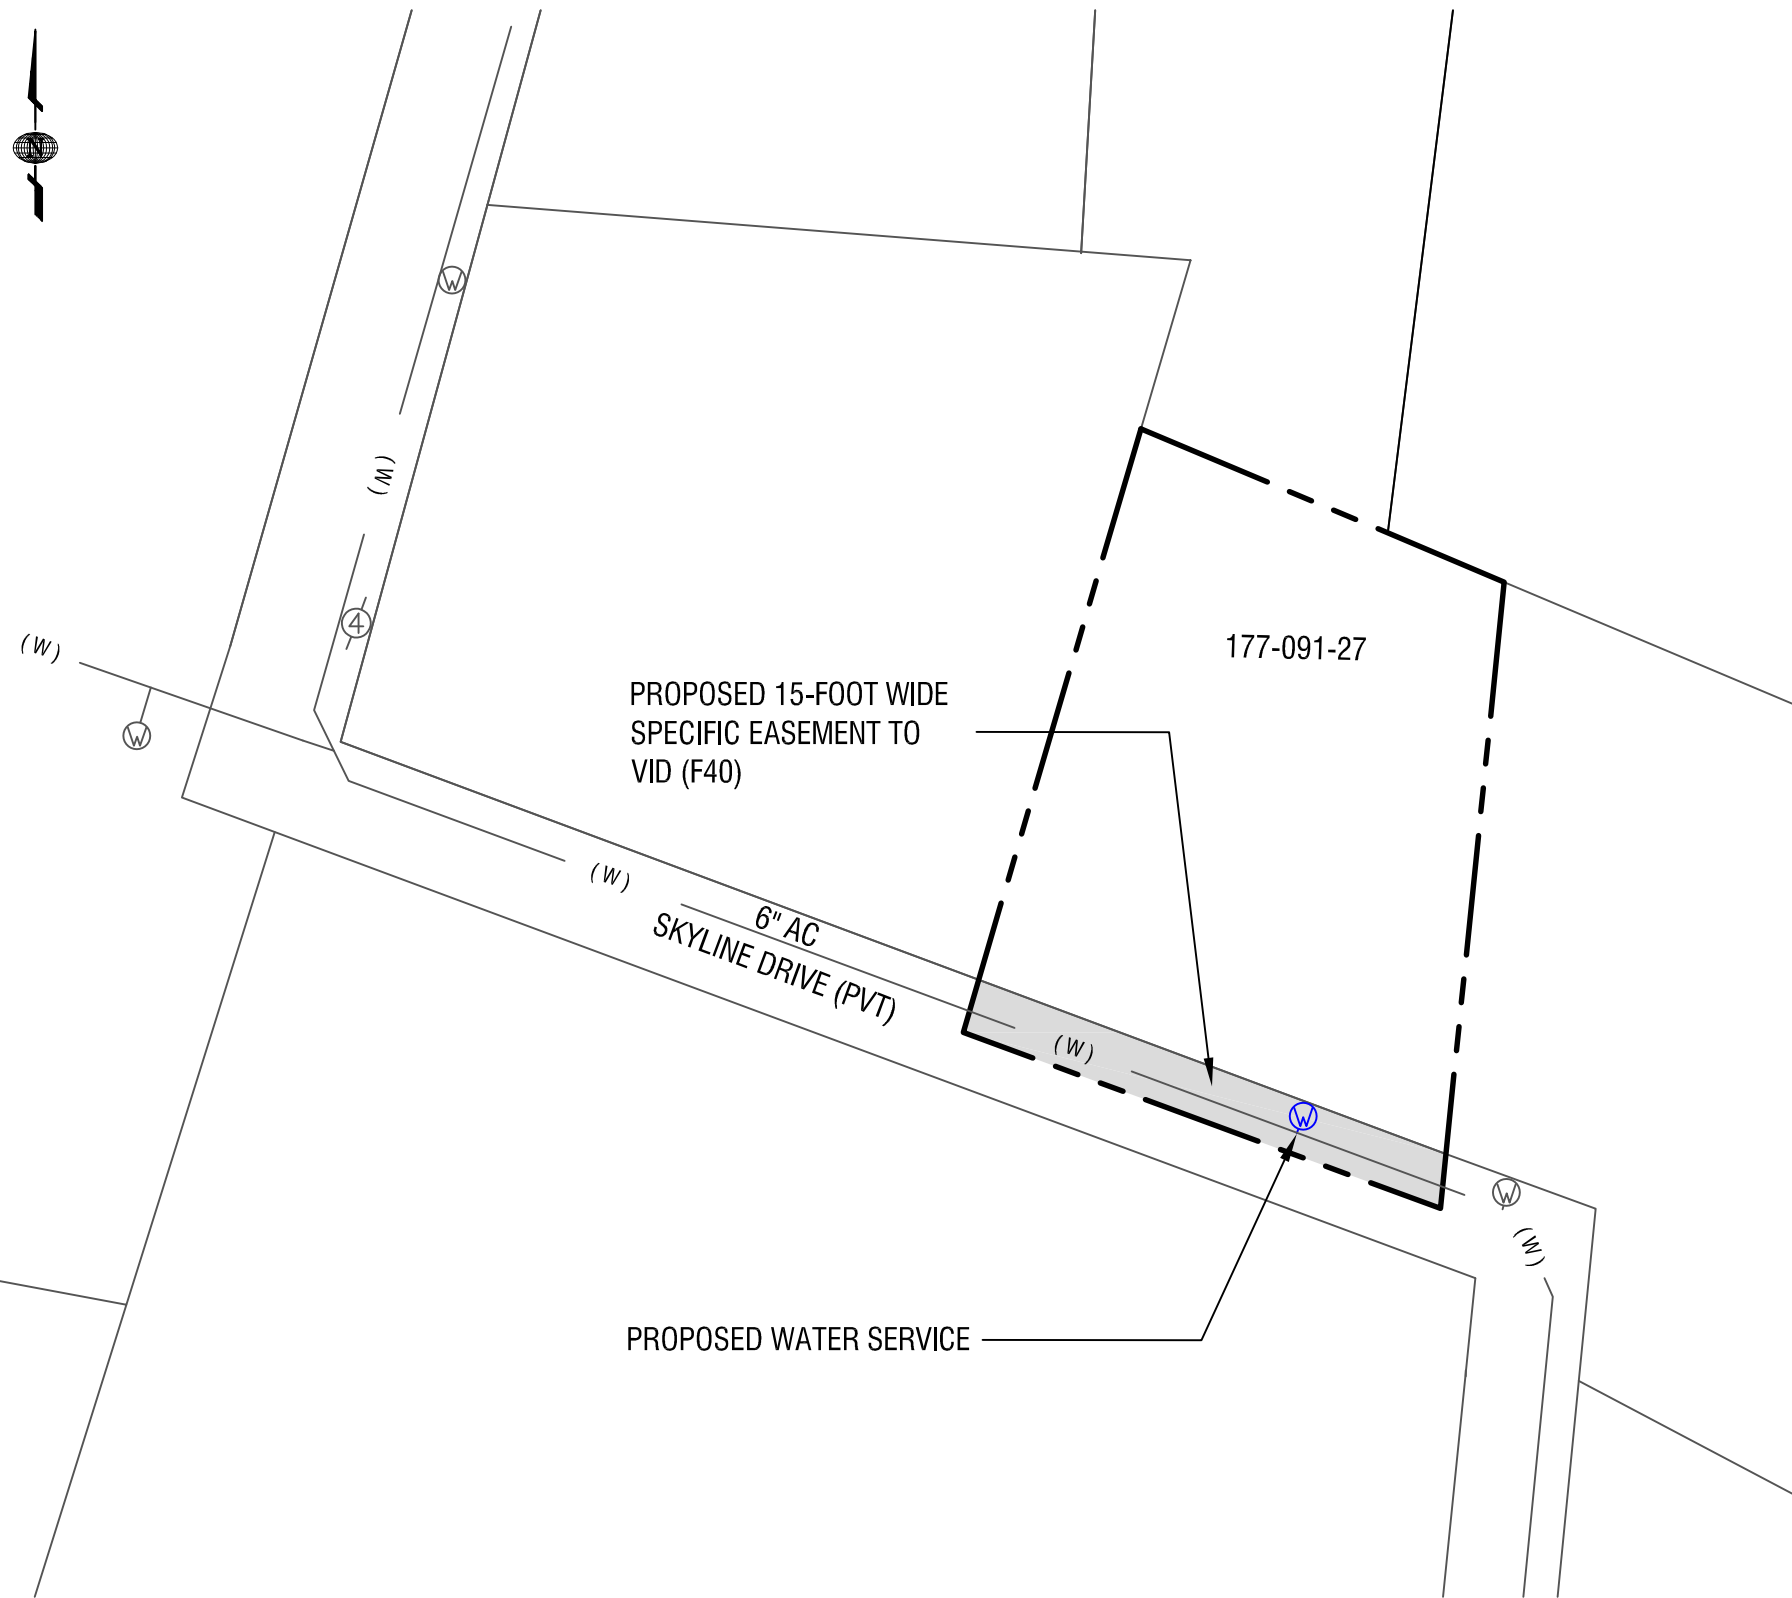 N
W
(W)
4
(W)
W
177-091-27
PROPOSED 15-FOOT WIDE
SPECIFIC EASEMENT TO
VID (F40)
(W)
6" AC
SKYLINE DRIVE (PVT)
(W)
W
W
(W)
PROPOSED WATER SERVICE